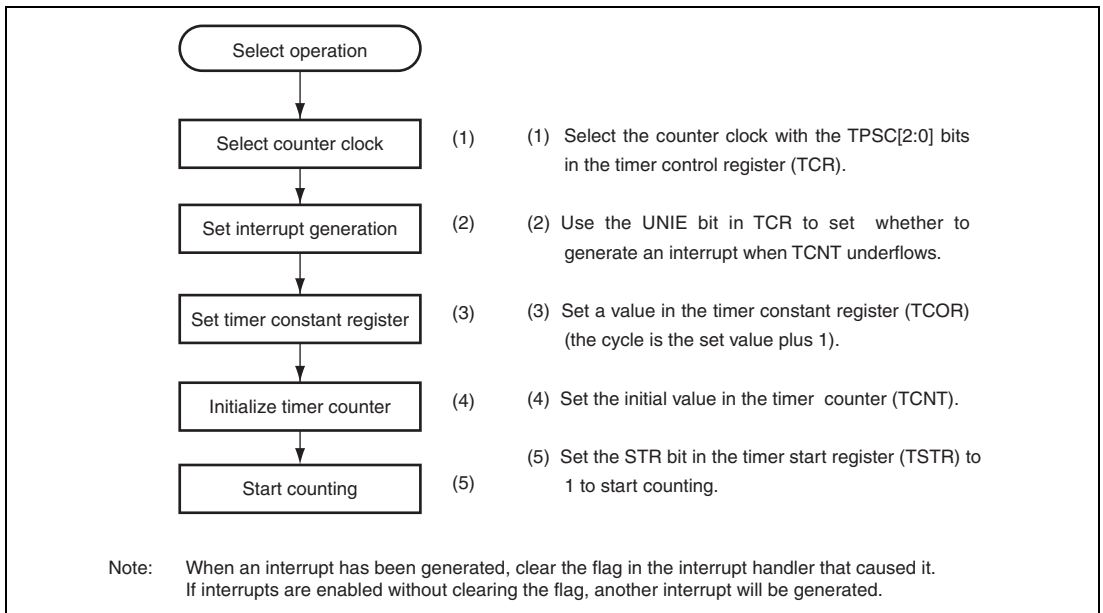 Select operation
Select counter clock
(1)
(1) Select the counter clock with the TPSC[2:0] bits
in the timer control register (TCR).
Set interrupt generation
(2)
(2) Use the UNIE bit in TCR to set whether to
generate an interrupt when TCNT underflows.
Set timer constant register
(3)
(3) Set a value in the timer constant register (TCOR)
(the cycle is the set value plus 1).
Initialize timer counter
(4)
(4) Set the initial value in the timer counter (TCNT).
Start counting
(5)
(5) Set the STR bit in the timer start register (TSTR) to
1 to start counting.
Note: When an interrupt has been generated, clear the flag in the interrupt handler that caused it.
If interrupts are enabled without clearing the flag, another interrupt will be generated.